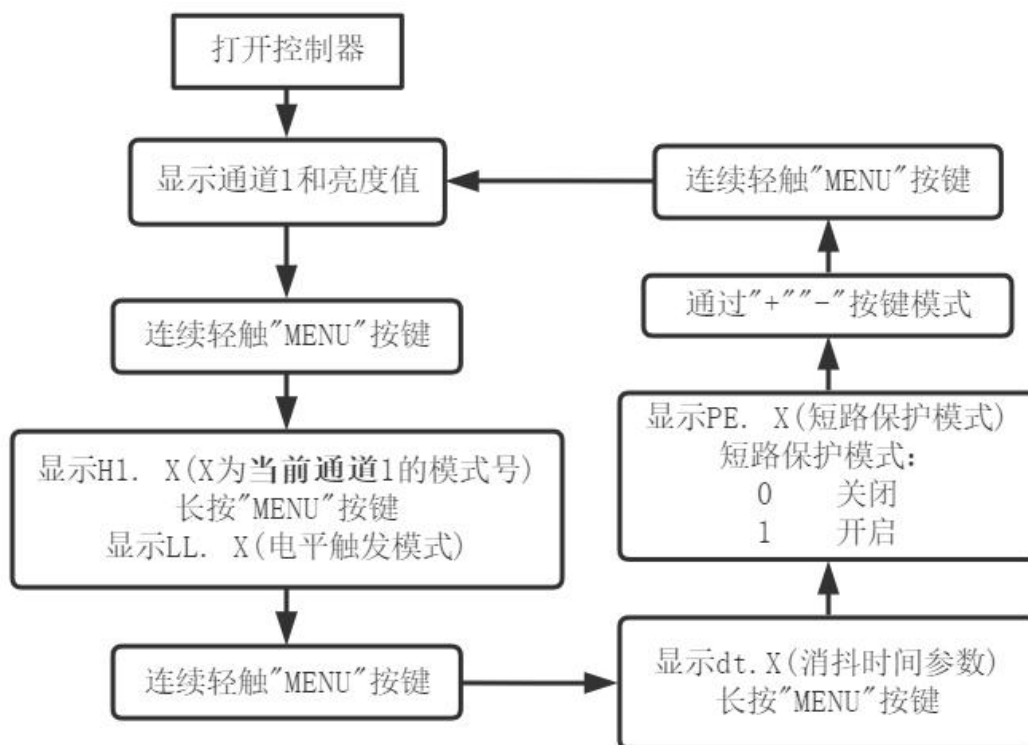 打开控制器
显示通道1和亮度值
连续轻触"MENU"按键
显示H1. X(X为当前通道1的模式号)
长按"MENU"按键
显示LL. X(电平触发模式)
连续轻触"MENU"按键
显示dt.X(消抖时间参数)
长按"MENU"按键
显示PE. X(短路保护模式)
短路保护模式:
0 关闭
1 开启
通过"+""-"按键模式
连续轻触"MENU"按键